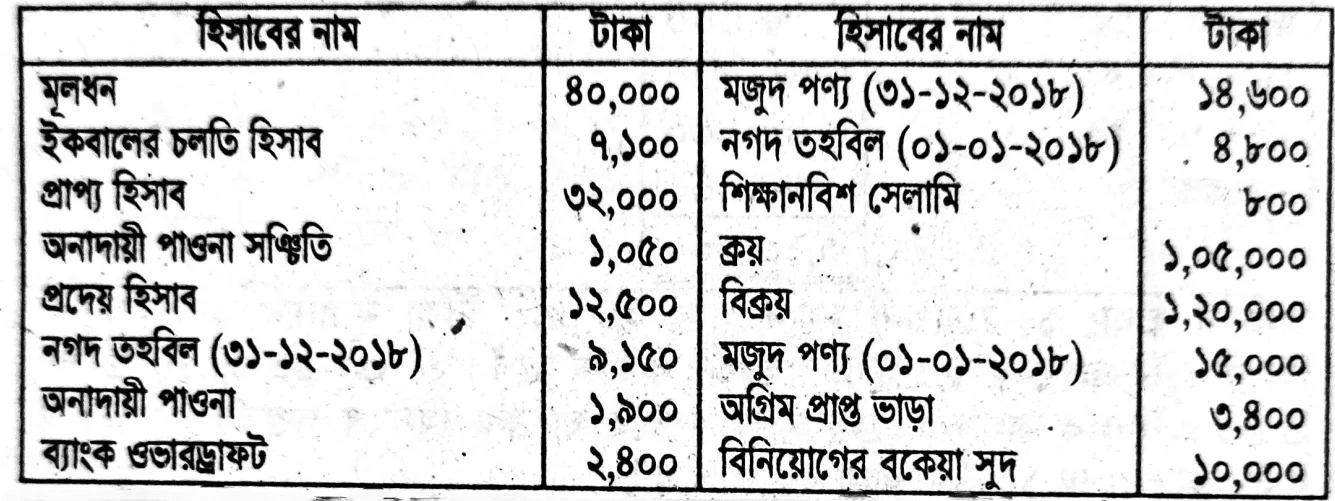 হিসাবের নাম টাকা হিসাবের নাম টাকা
মূলধন ৪০,০০০ মজুদ পণ্য (৩১-১২-২০১৮) ১৪,৬০০
ইকবালের চলতি হিসাব ৭,১০০ নগদ তহবিল (০১-০১-২০১৮) ৪,৮০০
প্রাপ্য হিসাব ৩২,০০০ শিক্ষানবিশ সেলামি ৮০০
অনাদায়ী পাওনা সঞ্চিতি ১,০৫০ ক্রয় ১,০৫,০০০
প্রদেয় হিসাব ১২,৫০০ বিক্রয় ১,২০,০০০
নগদ তহবিল (৩১-১২-২০১৮) ৯,১৫০ মজুদ পণ্য (০১-০১-২০১৮) ১৫,০০০
অনাদায়ী পাওনা ১,৯০০ অগ্রিম প্রাপ্ত ভাড়া ৩,৪০০
ব্যাংক ওভারড্রাফট ২,৪০০ বিনিয়োগের বকেয়া সুদ ১০,০০০